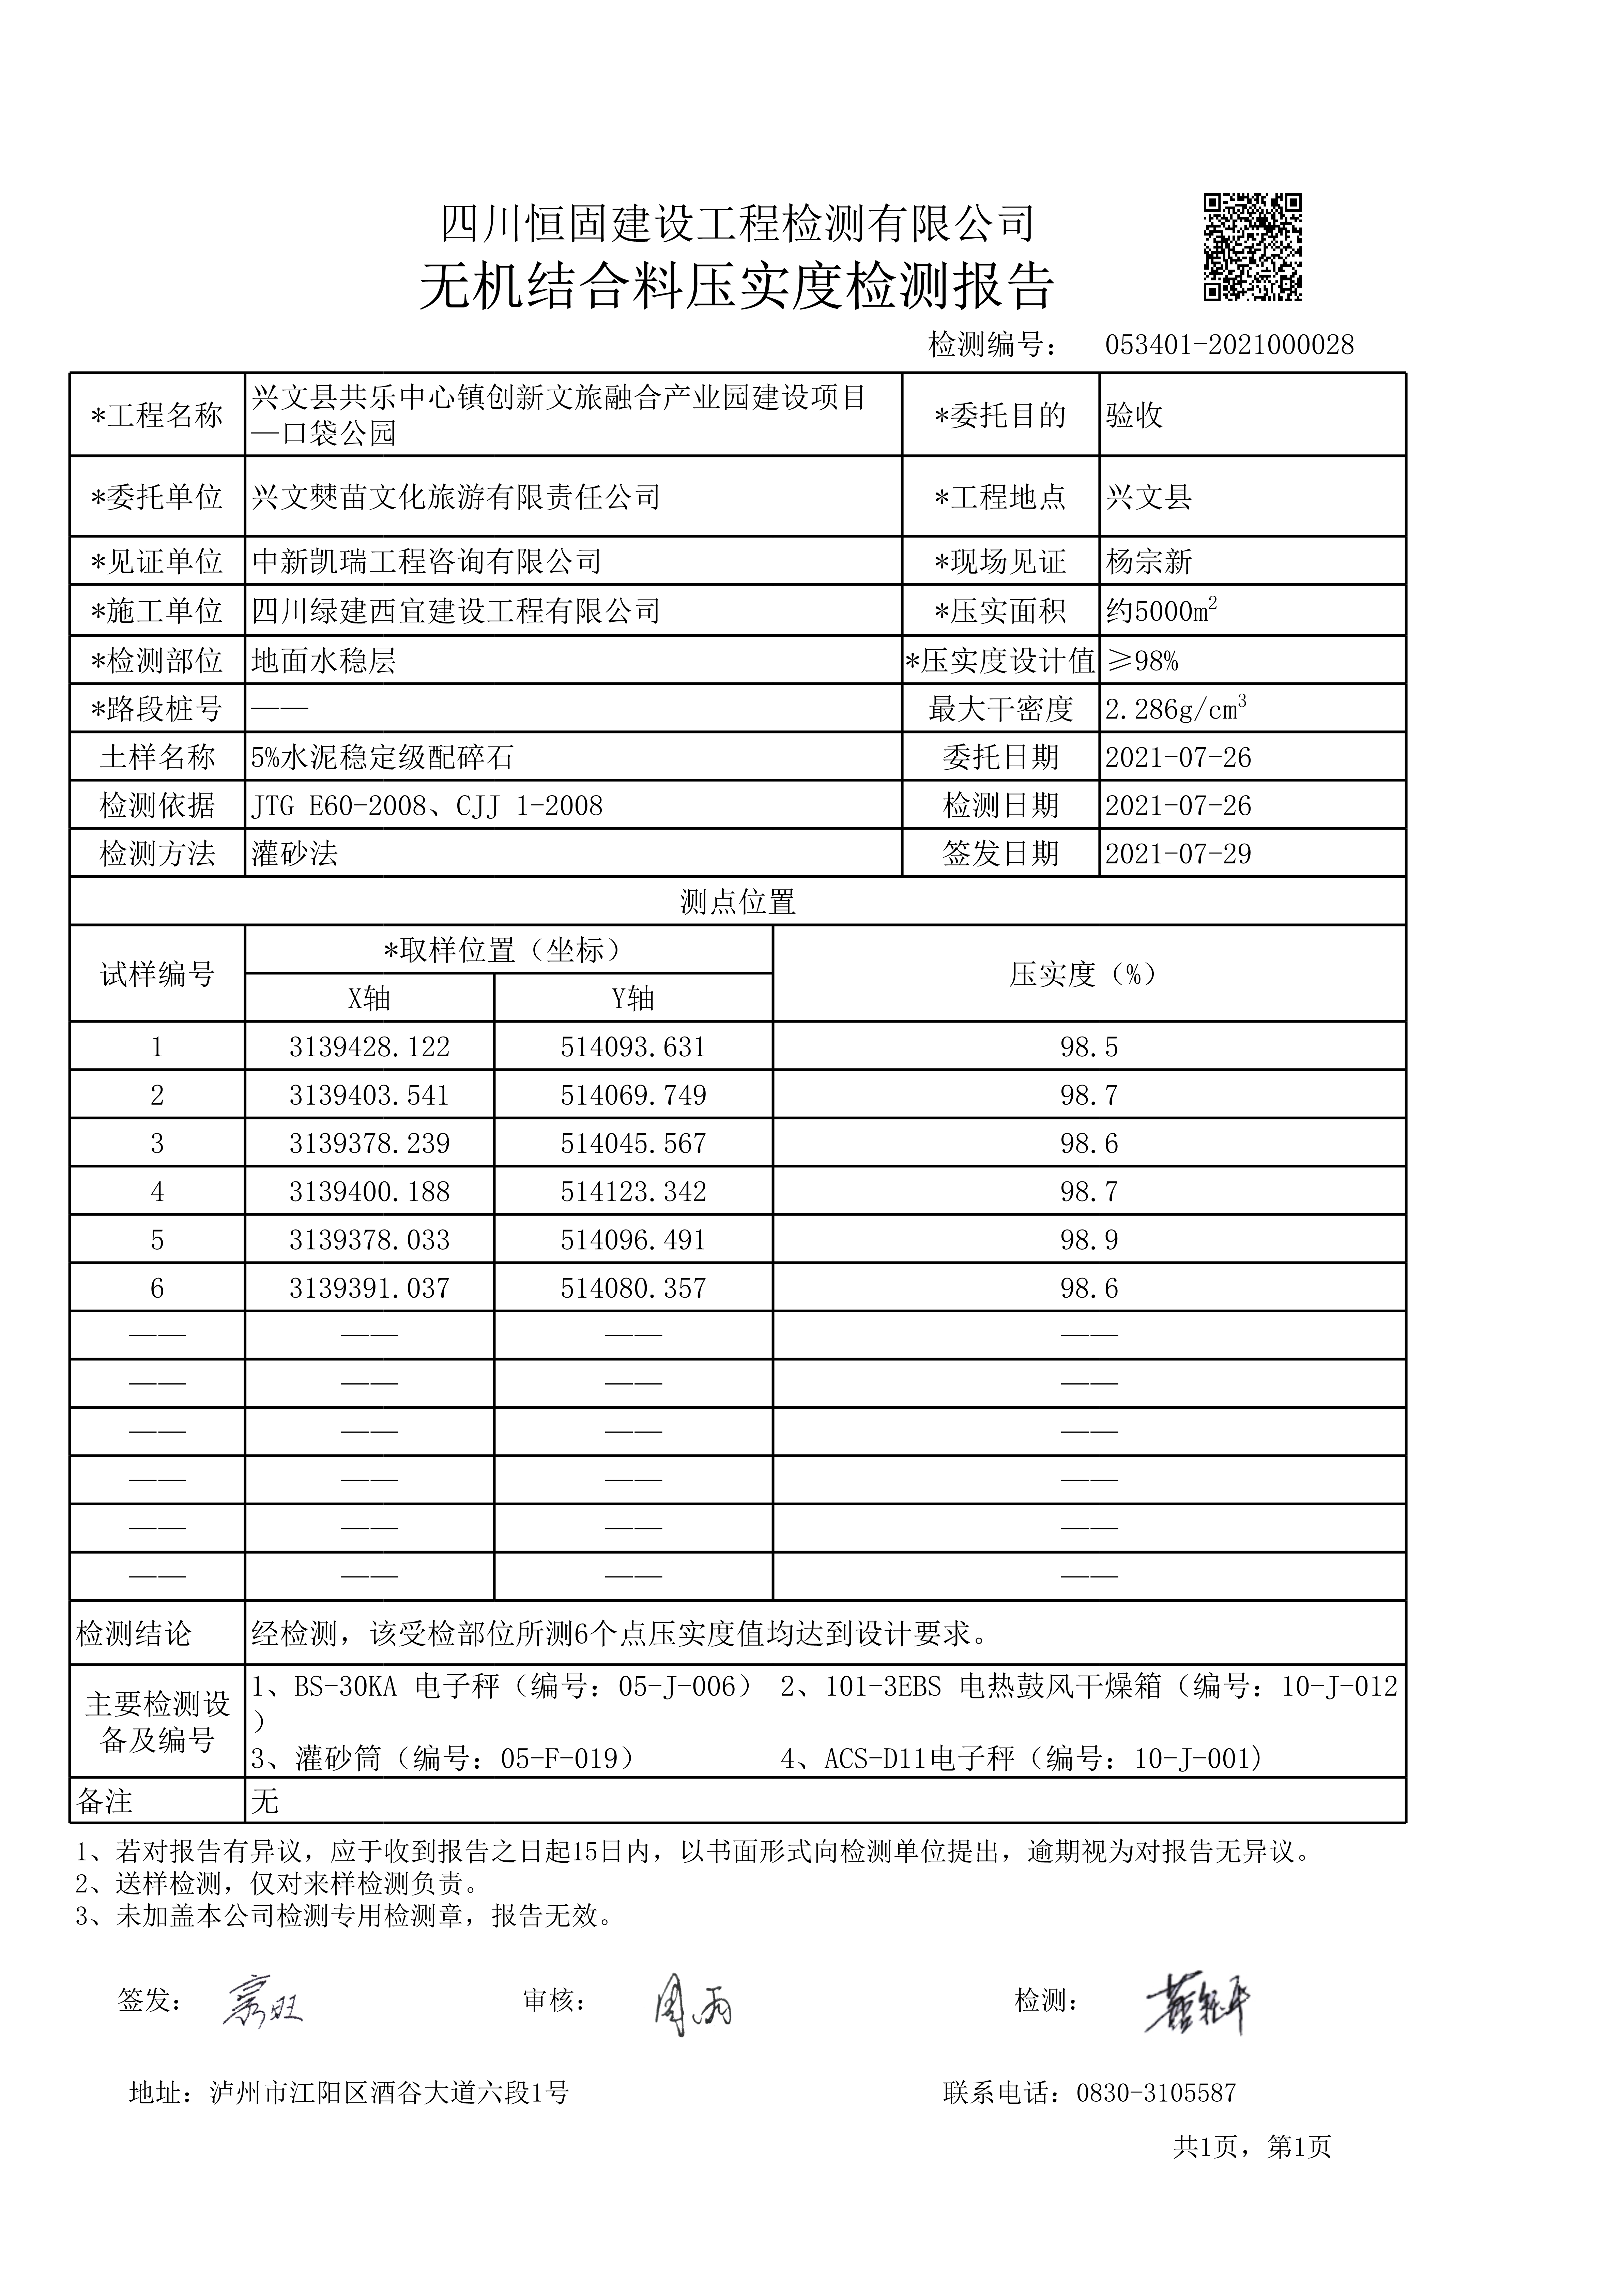 四川恒固建设工程检测有限公司
无机结合料压实度检测报告
检测编号： 053401-2021000028
*工程名称 兴文县共乐中心镇创新文旅融合产业园建设项目
—口袋公园 *委托目的 验收
*委托单位 兴文僰苗文化旅游有限责任公司 *工程地点 兴文县
*见证单位 中新凯瑞工程咨询有限公司 *现场见证 杨宗新
*施工单位 四川绿建西宜建设工程有限公司 *压实面积 约5000m²
*检测部位 地面水稳层 *压实度设计值 ≥98%
*路段桩号 —— 最大干密度 2.286g/cm³
土样名称 5%水泥稳定级配碎石 委托日期 2021-07-26
检测依据 JTG E60-2008、CJJ 1-2008 检测日期 2021-07-26
检测方法 灌砂法 签发日期 2021-07-29
测点位置
试样编号 *取样位置（坐标） 压实度（%）
X轴 Y轴
1 3139428.122 514093.631 98.5
2 3139403.541 514069.749 98.7
3 3139378.239 514045.567 98.6
4 3139400.188 514123.342 98.7
5 3139378.033 514096.491 98.9
6 3139391.037 514080.357 98.6
—— —— —— ——
—— —— —— ——
—— —— —— ——
—— —— —— ——
—— —— —— ——
—— —— —— ——
检测结论 经检测，该受检部位所测6个点压实度值均达到设计要求。
主要检测设
备及编号 1、BS-30KA 电子秤（编号：05-J-006） 2、101-3EBS 电热鼓风干燥箱（编号：10-J-012
）
3、灌砂筒（编号：05-F-019） 4、ACS-D11电子秤（编号：10-J-001)
备注 无
1、若对报告有异议，应于收到报告之日起15日内，以书面形式向检测单位提出，逾期视为对报告无异议。
2、送样检测，仅对来样检测负责。
3、未加盖本公司检测专用检测章，报告无效。
签发： 审核：周雨 检测：
地址：泸州市江阳区酒谷大道六段1号 联系电话：0830-3105587
共1页，第1页